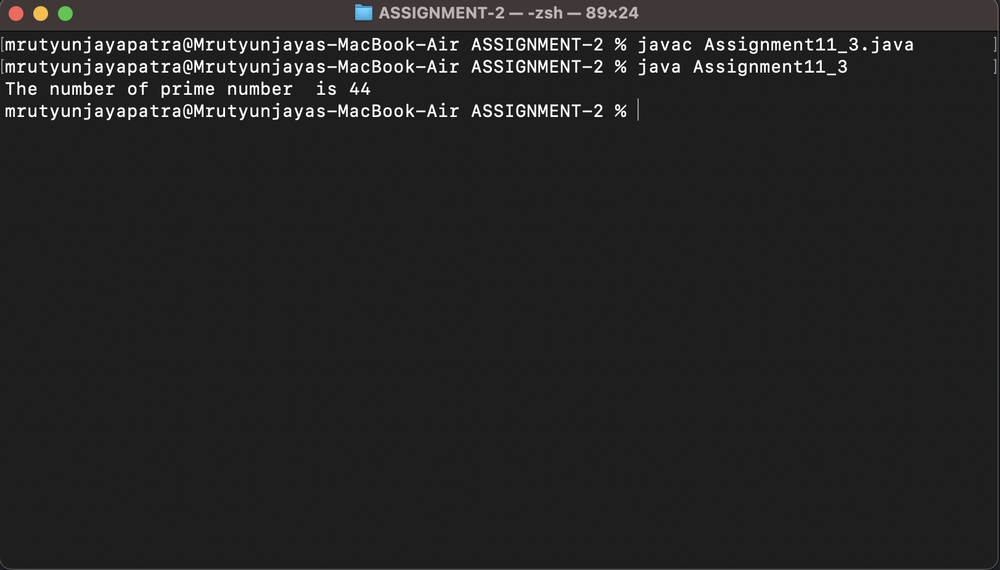 ASSIGNMENT-2 — -zsh — 89×24
[mrutyunjayapatra@Mrutyunjayas-MacBook-Air ASSIGNMENT-2 % javac Assignment11_3.java ]
[mrutyunjayapatra@Mrutyunjayas-MacBook-Air ASSIGNMENT-2 % java Assignment11_3 ]
The number of prime number  is 44
mrutyunjayapatra@Mrutyunjayas-MacBook-Air ASSIGNMENT-2 %